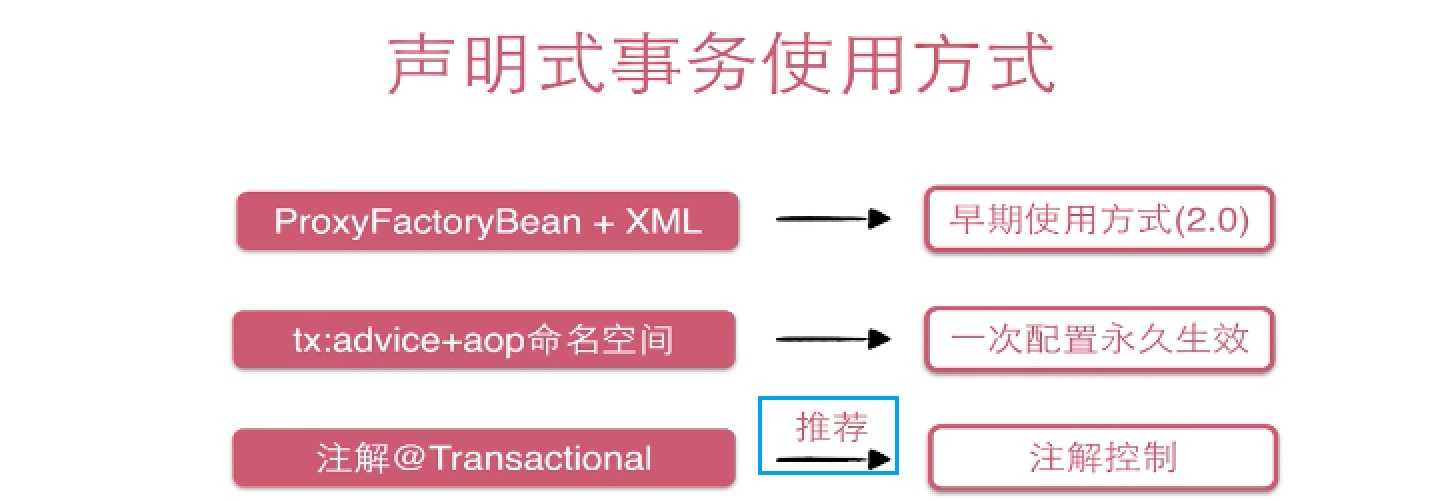 声明式事务使用方式
ProxyFactoryBean + XML
早期使用方式(2.0)
tx:advice+aop命名空间
一次配置永久生效
推荐
注解@Transactional
注解控制